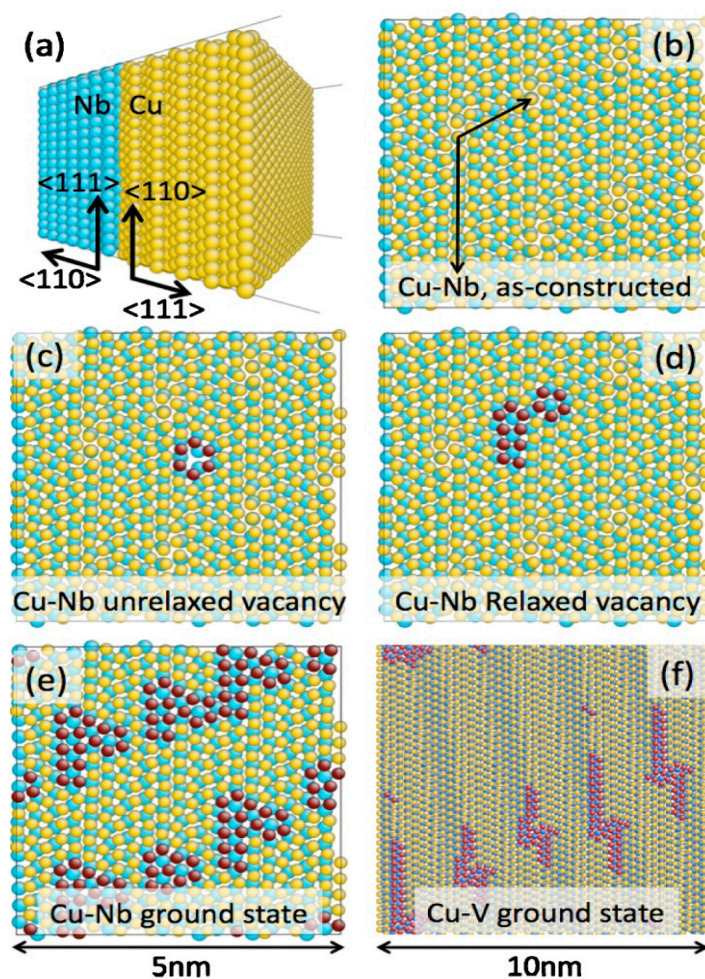 (a)
Nb Cu
<111>
<110>
<110>
<111>
(b)
Cu-Nb, as-constructed
(c)
Cu-Nb unrelaxed vacancy
(d)
Cu-Nb Relaxed vacancy
(e)
Cu-Nb ground state
(f)
Cu-V ground state
5nm
10nm